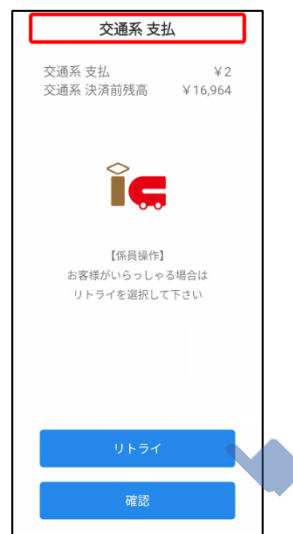 交通系 支払
交通系 支払 ¥2
交通系 決済前残高 ¥16,964
【係員操作】
お客様がいらっしゃる場合は
リトライを選択して下さい
リトライ
確認